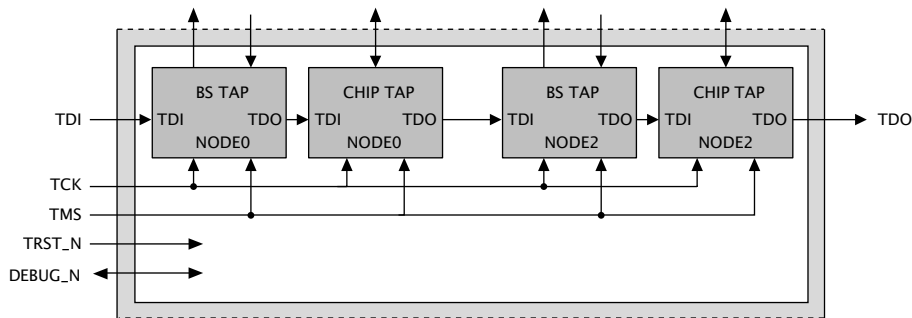 BS TAP
TDI TDO
NODE0
CHIP TAP
TDI TDO
NODE0
BS TAP
TDI TDO
NODE2
CHIP TAP
TDI TDO
NODE2
TDI
TDO
TCK
TMS
TRST_N
DEBUG_N